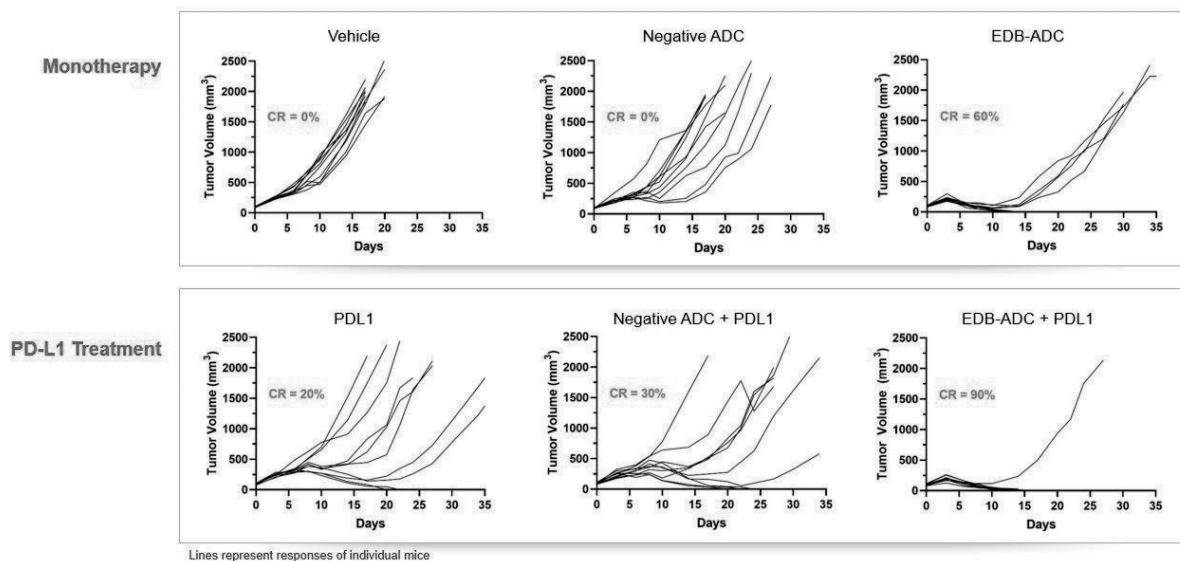 Monotherapy
Vehicle
Tumor Volume (mm³)
2500
2000
1500
1000
500
0
CR = 0%
0 5 10 15 20 25 30 35
Days
Negative ADC
Tumor Volume (mm³)
2500
2000
1500
1000
500
0
CR = 0%
0 5 10 15 20 25 30 35
Days
EDB-ADC
Tumor Volume (mm³)
2500
2000
1500
1000
500
0
CR = 60%
0 5 10 15 20 25 30 35
Days
PD-L1 Treatment
PDL1
Tumor Volume (mm³)
2500
2000
1500
1000
500
0
CR = 20%
0 5 10 15 20 25 30 35
Days
Negative ADC + PDL1
Tumor Volume (mm³)
2500
2000
1500
1000
500
0
CR = 30%
0 5 10 15 20 25 30 35
Days
EDB-ADC + PDL1
Tumor Volume (mm³)
2500
2000
1500
1000
500
0
CR = 90%
0 5 10 15 20 25 30 35
Days
Lines represent responses of individual mice